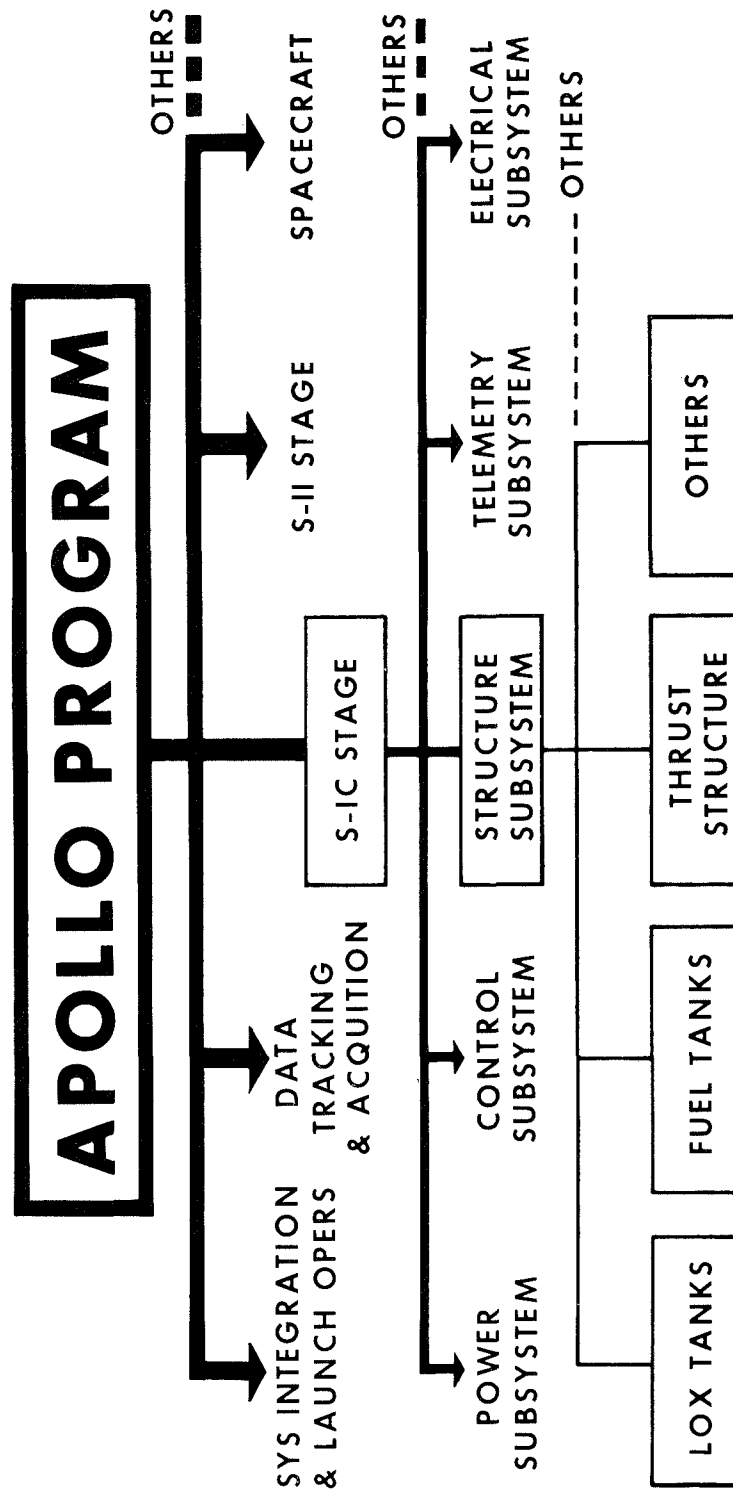 APOLLO PROGRAM
OTHERS
SYS INTEGRATION
& LAUNCH OPERS
DATA
TRACKING
& ACQUITION
S-IC STAGE
S-II STAGE
SPACECRAFT
OTHERS
POWER
SUBSYSTEM
CONTROL
SUBSYSTEM
STRUCTURE
SUBSYSTEM
TELEMETRY
SUBSYSTEM
ELECTRICAL
SUBSYSTEM
OTHERS
LOX TANKS
FUEL TANKS
THRUST
STRUCTURE
OTHERS